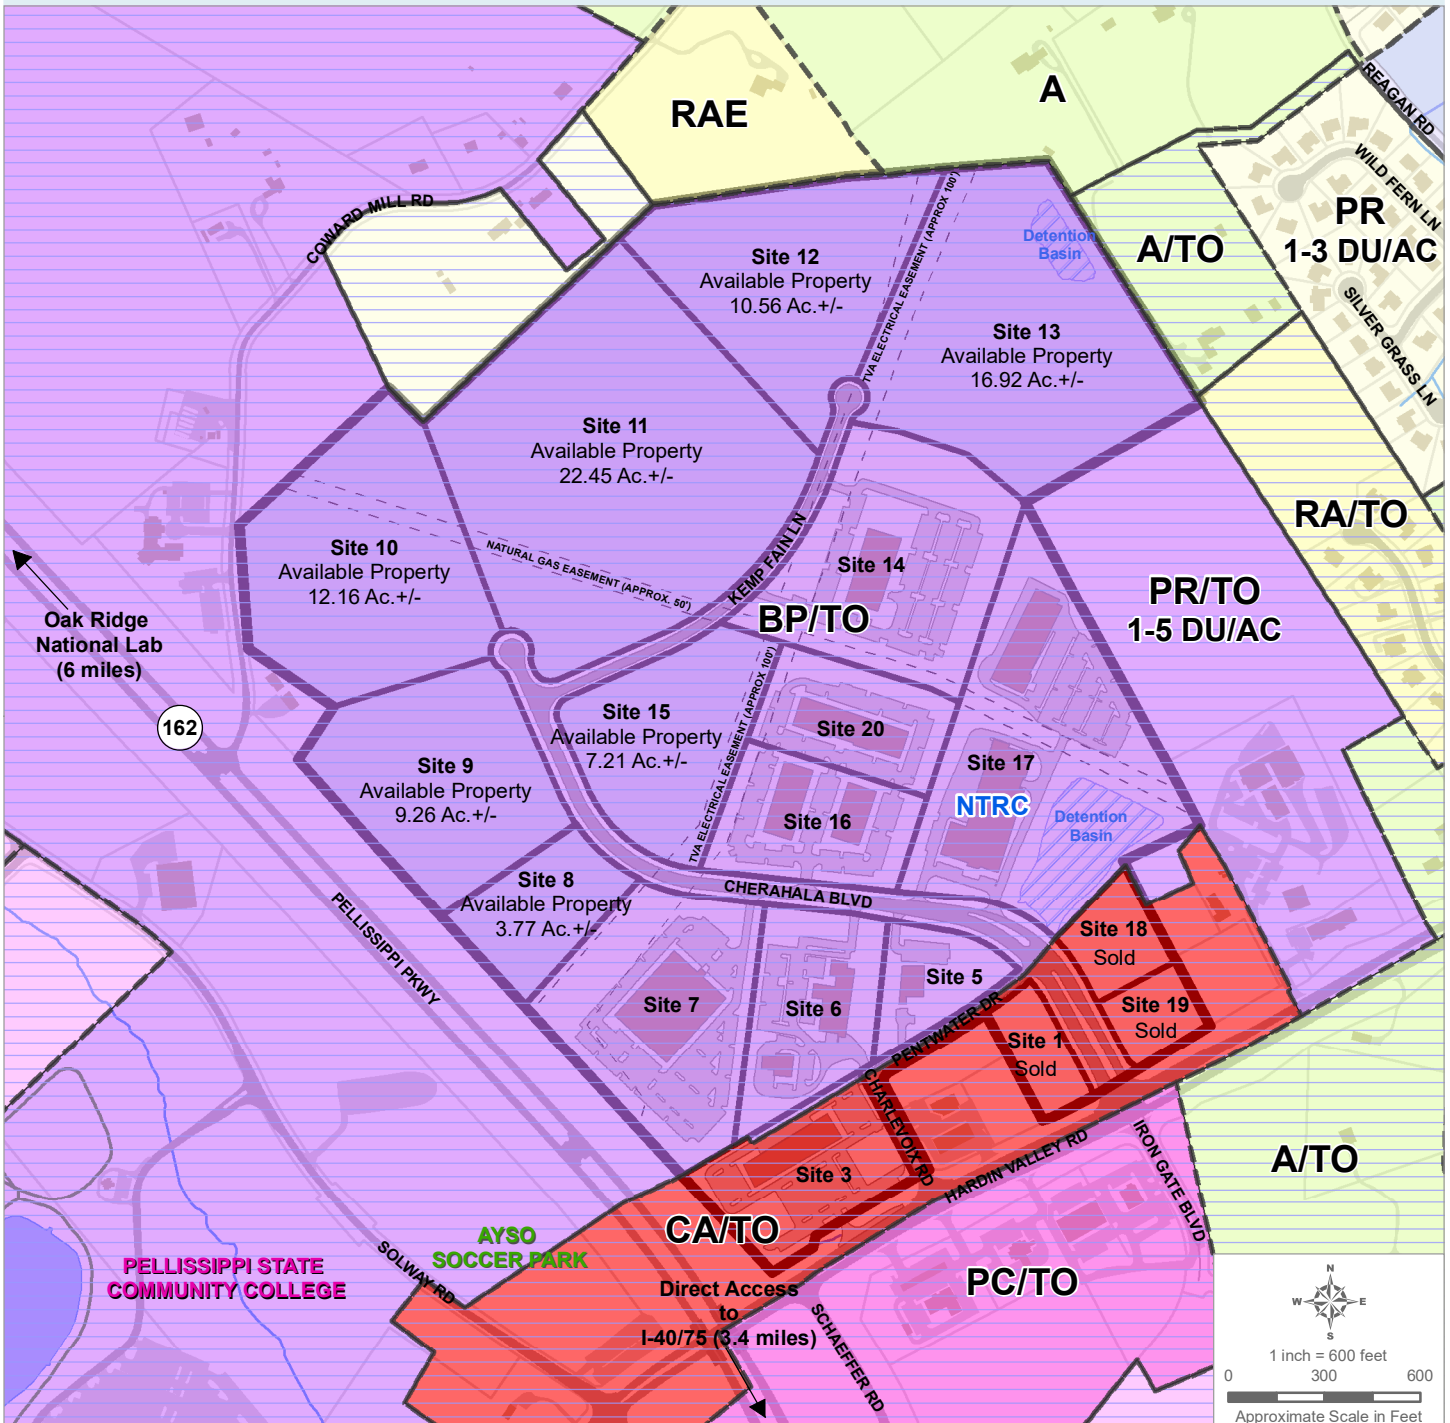 REAGAN RD
RAE
A
WILD FERN LN
PR
1-3 DU/AC
COWARD MILL RD
TVA ELECTRICAL EASEMENT (APPROX 100')
Detention
Basin
A/TO
Site 12
Available Property
10.56 Ac.+/-
SILVER GRASS LN
Site 13
Available Property
16.92 Ac.+/-
Site 11
Available Property
22.45 Ac.+/-
RA/TO
Site 10
Available Property
12.16 Ac.+/-
NATURAL GAS EASEMENT (APPROX. 50')
KEMP FAIN LN
Site 14
BP/TO
PR/TO
1-5 DU/AC
Oak Ridge
National Lab
(6 miles)
162
Site 15
Available Property
7.21 Ac.+/-
TVA ELECTRICAL EASEMENT (APPROX 100')
Site 20
Site 9
Available Property
9.26 Ac.+/-
Site 17
NTRC
Site 16
Detention
Basin
Site 8
Available Property
3.77 Ac.+/-
CHERAHALA BLVD
PELLISSIPPI PKWY
Site 18
Sold
Site 5
Site 7
Site 6
Site 19
Sold
PENTWATER DR
Site 1
Sold
CHARLEVOIX RD
HARDIN VALLEY RD
IRON GATE BLVD
A/TO
Site 3
CA/TO
AYSO
SOCCER PARK
PELLISSIPPI STATE
COMMUNITY COLLEGE
SOLWAY RD
PC/TO
Direct Access
to
I-40/75 (3.4 miles)
SCHAEFFER RD
N
W
E
S
1 inch = 600 feet
0 300 600
Approximate Scale in Feet